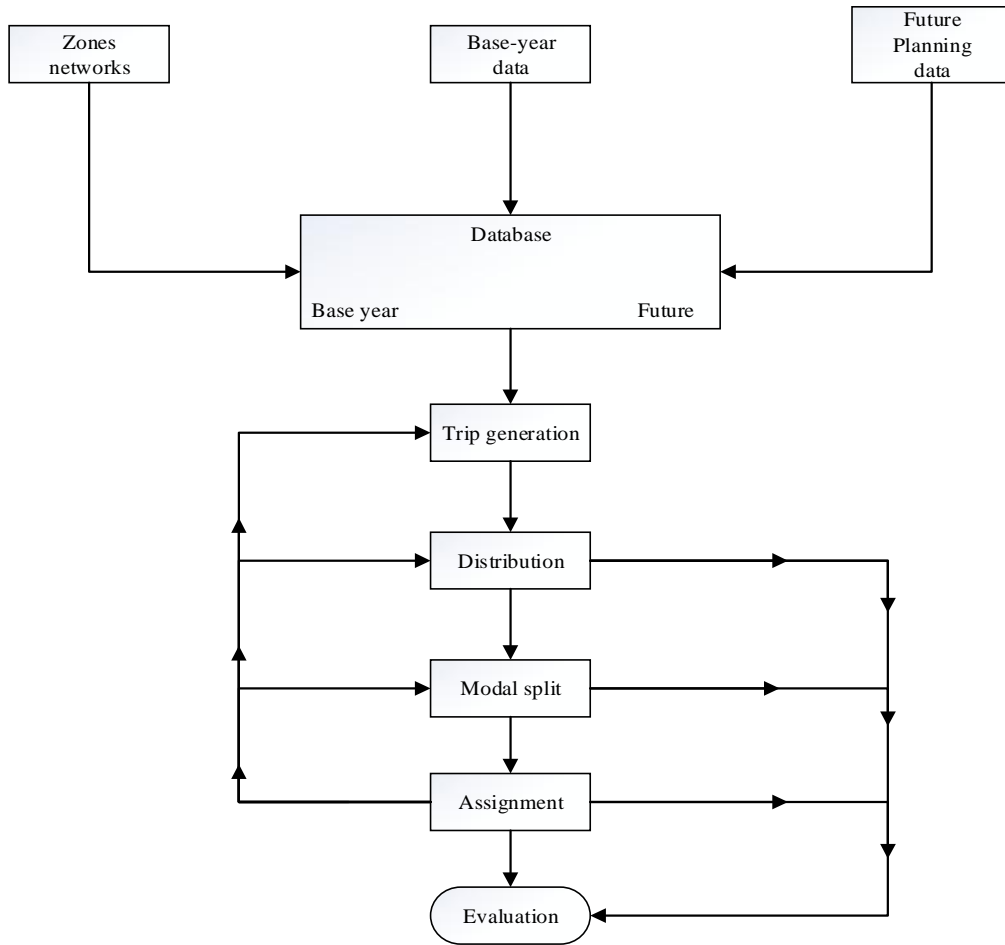 Zones
networks
Base-year
data
Future
Planning
data
Database
Base year
Future
Trip generation
Distribution
Modal split
Assignment
Evaluation